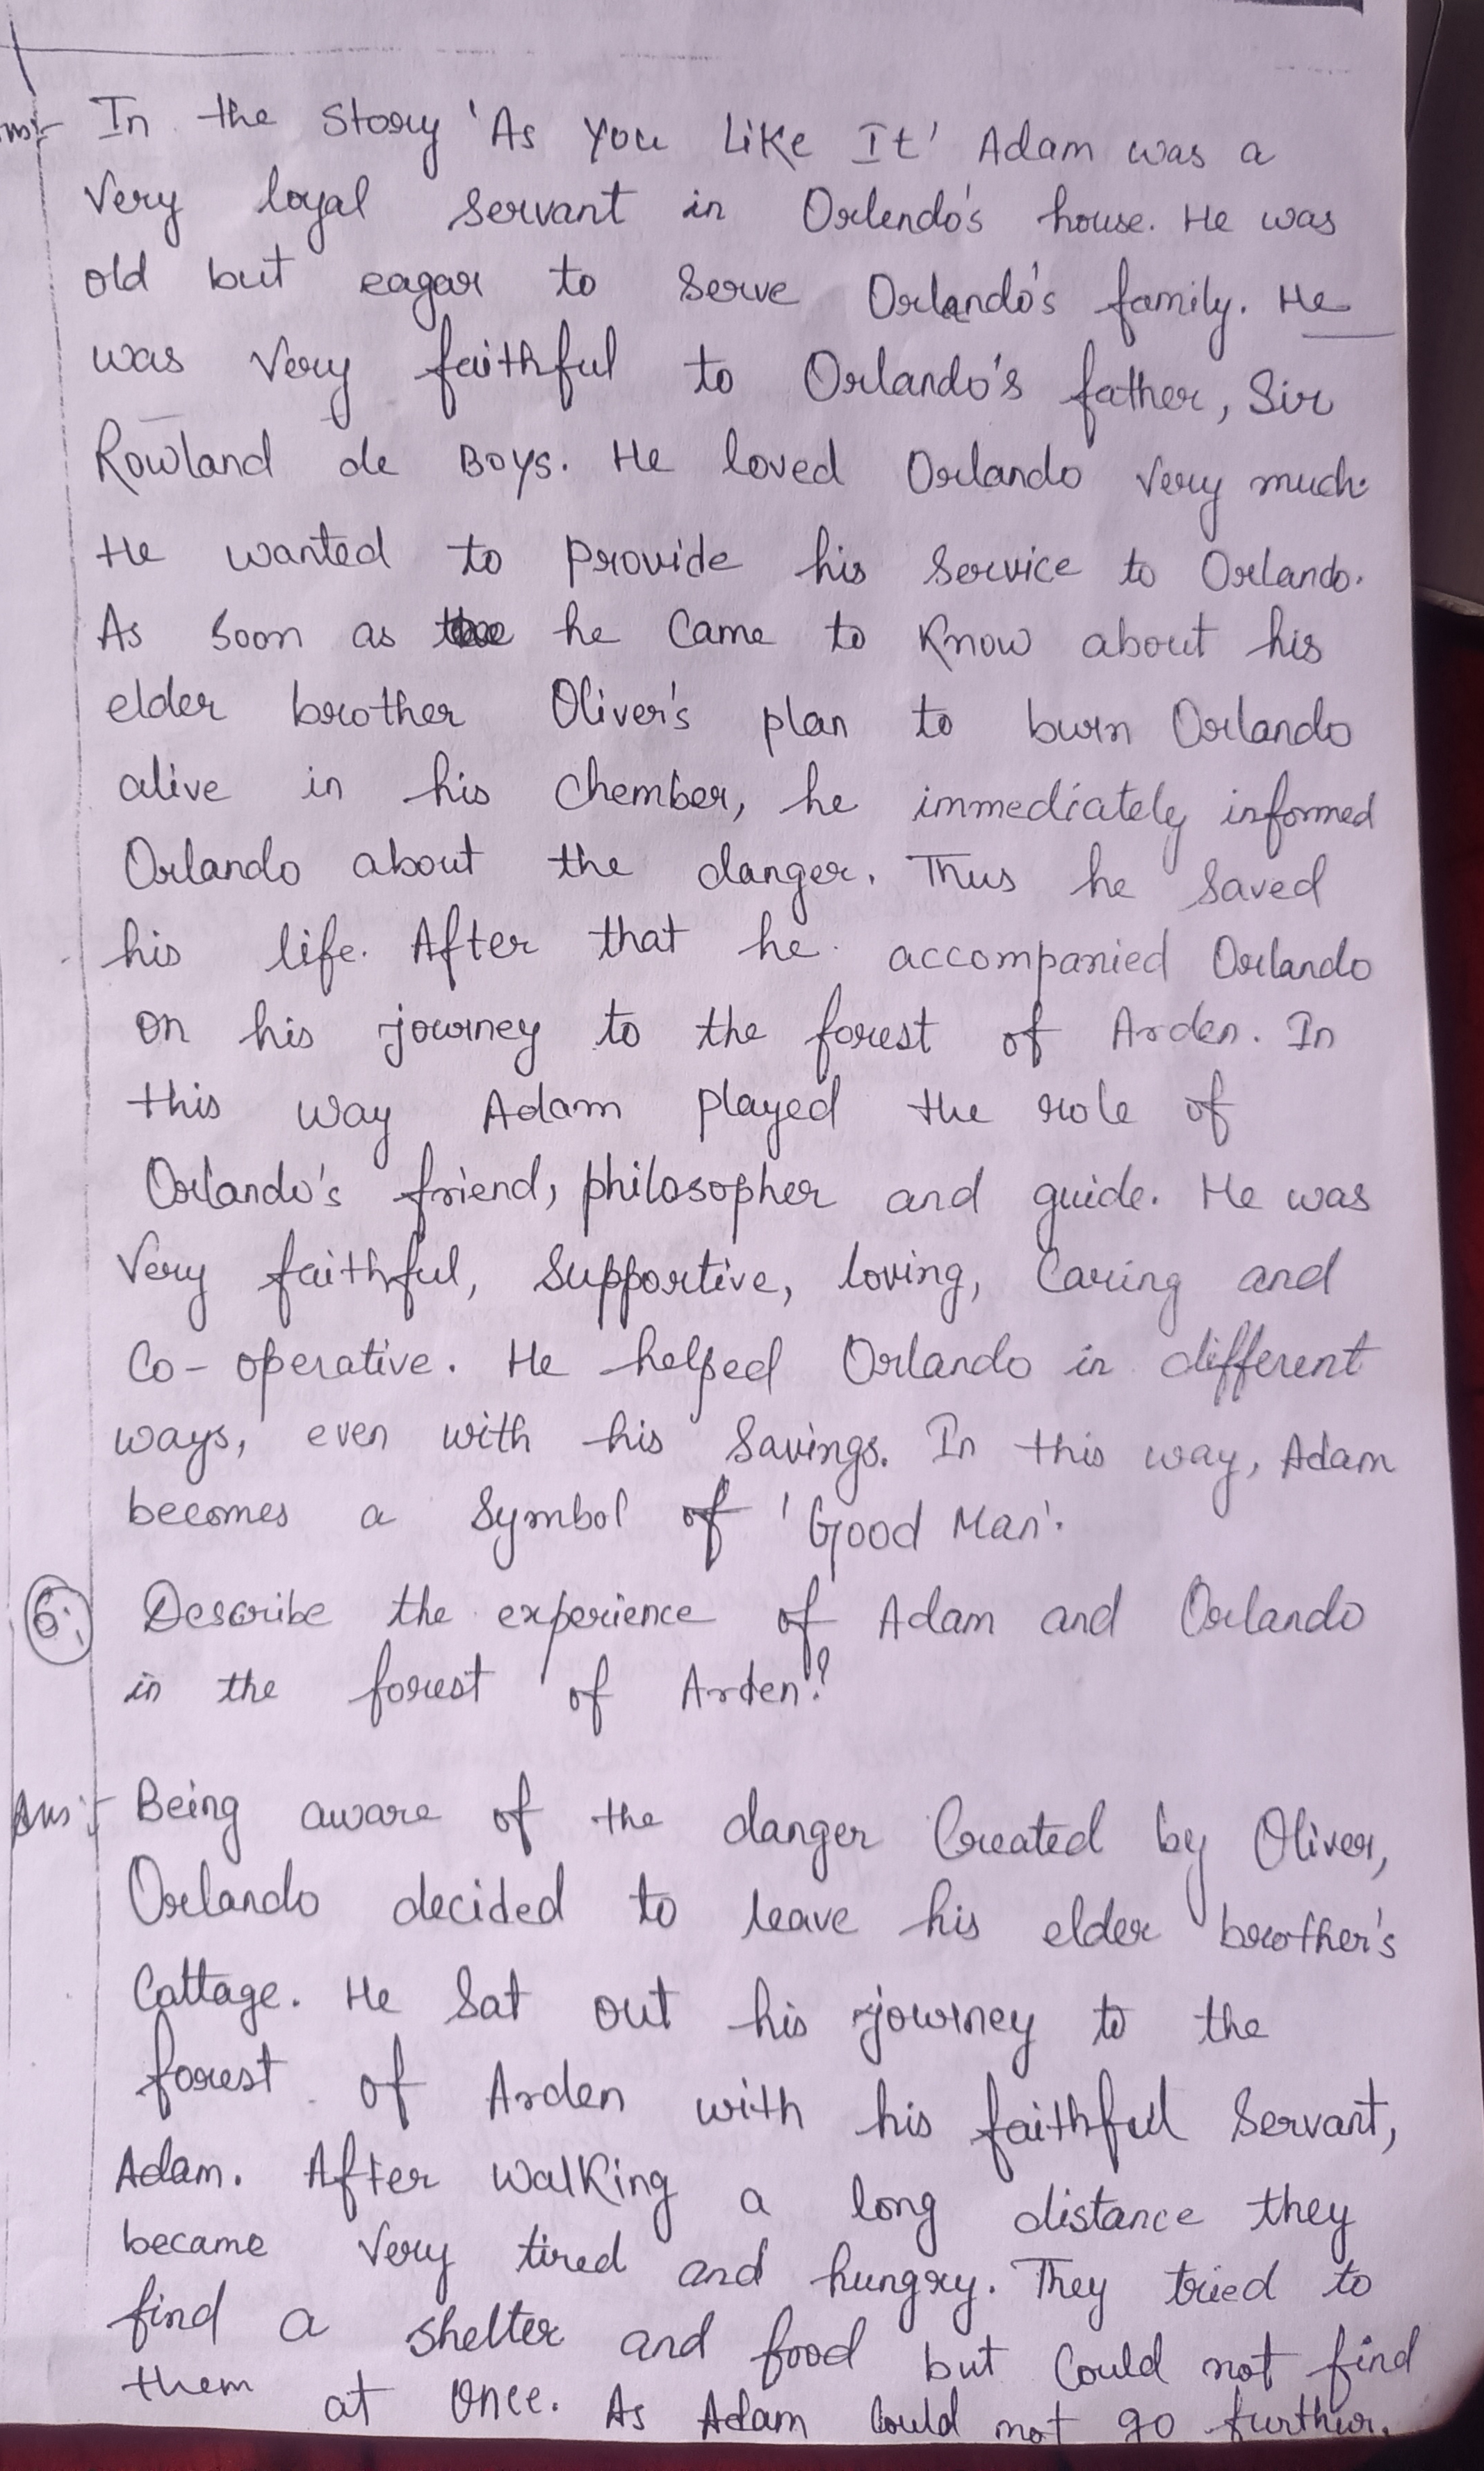 Ans:- In the Story 'As You Like It' Adam was a
Very loyal servant in Orlendo's house. He was
old but eagar to serve Orlando's family. He
was very faithful to Orlando's father, Sir
Rowland de Boys. He loved Orlando very much.
He wanted to provide his service to Orlando.
As soon as he came to know about his
elder brother Oliver's plan to burn Orlando
alive in his chember, he immediately informed
Orlando about the danger. Thus he saved
his life. After that he accompanied Orlando
on his journey to the forest of Arden. In
this way Adam played the role of
Orlando's friend, philosopher and guide. He was
very faithful, supportive, loving, caring and
co-operative. He helped Orlando in different
ways, even with his savings. In this way, Adam
becomes a symbol of 'Good Man'.
6. Describe the experience of Adam and Orlando
in the forest of Arden?
Ans:- Being aware of the danger created by Oliver,
Orlando decided to leave his elder brother's
cottage. He sat out his journey to the
forest of Arden with his faithful servant,
Adam. After walking a long distance they
became very tired and hungry. They tried to
find a shelter and food but could not find
them at once. As Adam could not go further.